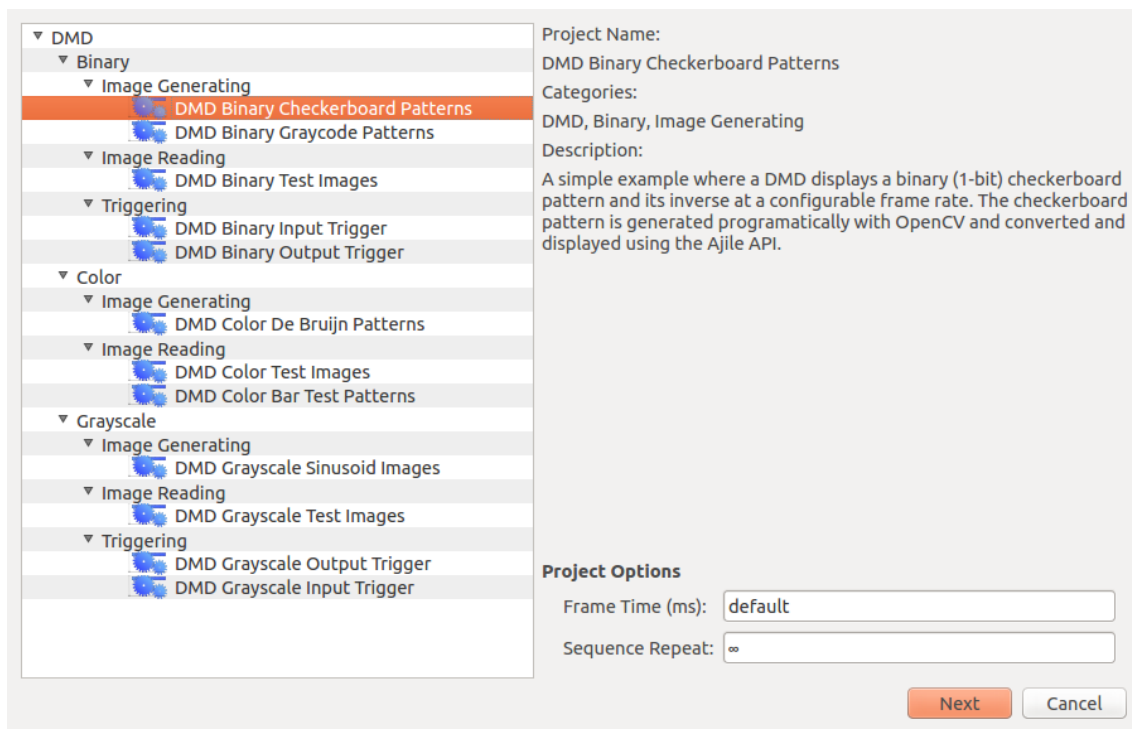 DMD
Binary
Image Generating
DMD Binary Checkerboard Patterns
DMD Binary Graycode Patterns
Image Reading
DMD Binary Test Images
Triggering
DMD Binary Input Trigger
DMD Binary Output Trigger
Color
Image Generating
DMD Color De Bruijn Patterns
Image Reading
DMD Color Test Images
DMD Color Bar Test Patterns
Grayscale
Image Generating
DMD Grayscale Sinusoid Images
Image Reading
DMD Grayscale Test Images
Triggering
DMD Grayscale Output Trigger
DMD Grayscale Input Trigger
Project Name:
DMD Binary Checkerboard Patterns
Categories:
DMD, Binary, Image Generating
Description:
A simple example where a DMD displays a binary (1-bit) checkerboard
pattern and its inverse at a configurable frame rate. The checkerboard
pattern is generated programatically with OpenCV and converted and
displayed using the Ajile API.
Project Options
Frame Time (ms): default
Sequence Repeat: ∞
Next Cancel